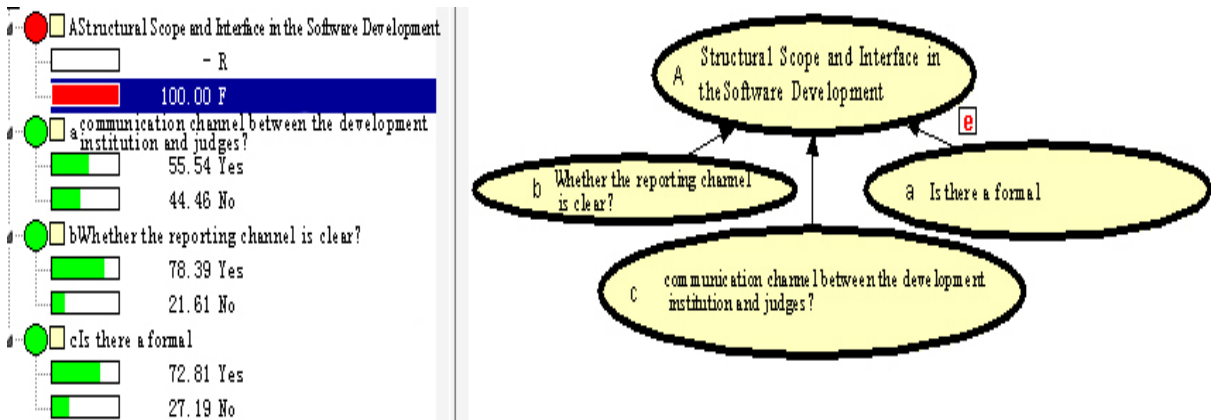 AStructural Scope and Interface in the Software Development
- R
100.00 F
a communication channel between the development
institution and judges?
55.54 Yes
44.46 No
bWhether the reporting channel is clear?
78.39 Yes
21.61 No
cIs there a formal
72.81 Yes
27.19 No
A Structural Scope and Interface in
the Software Development
e
b Whether the reporting channel
is clear?
a Is there a formal
c communication channel between the development
institution and judges?